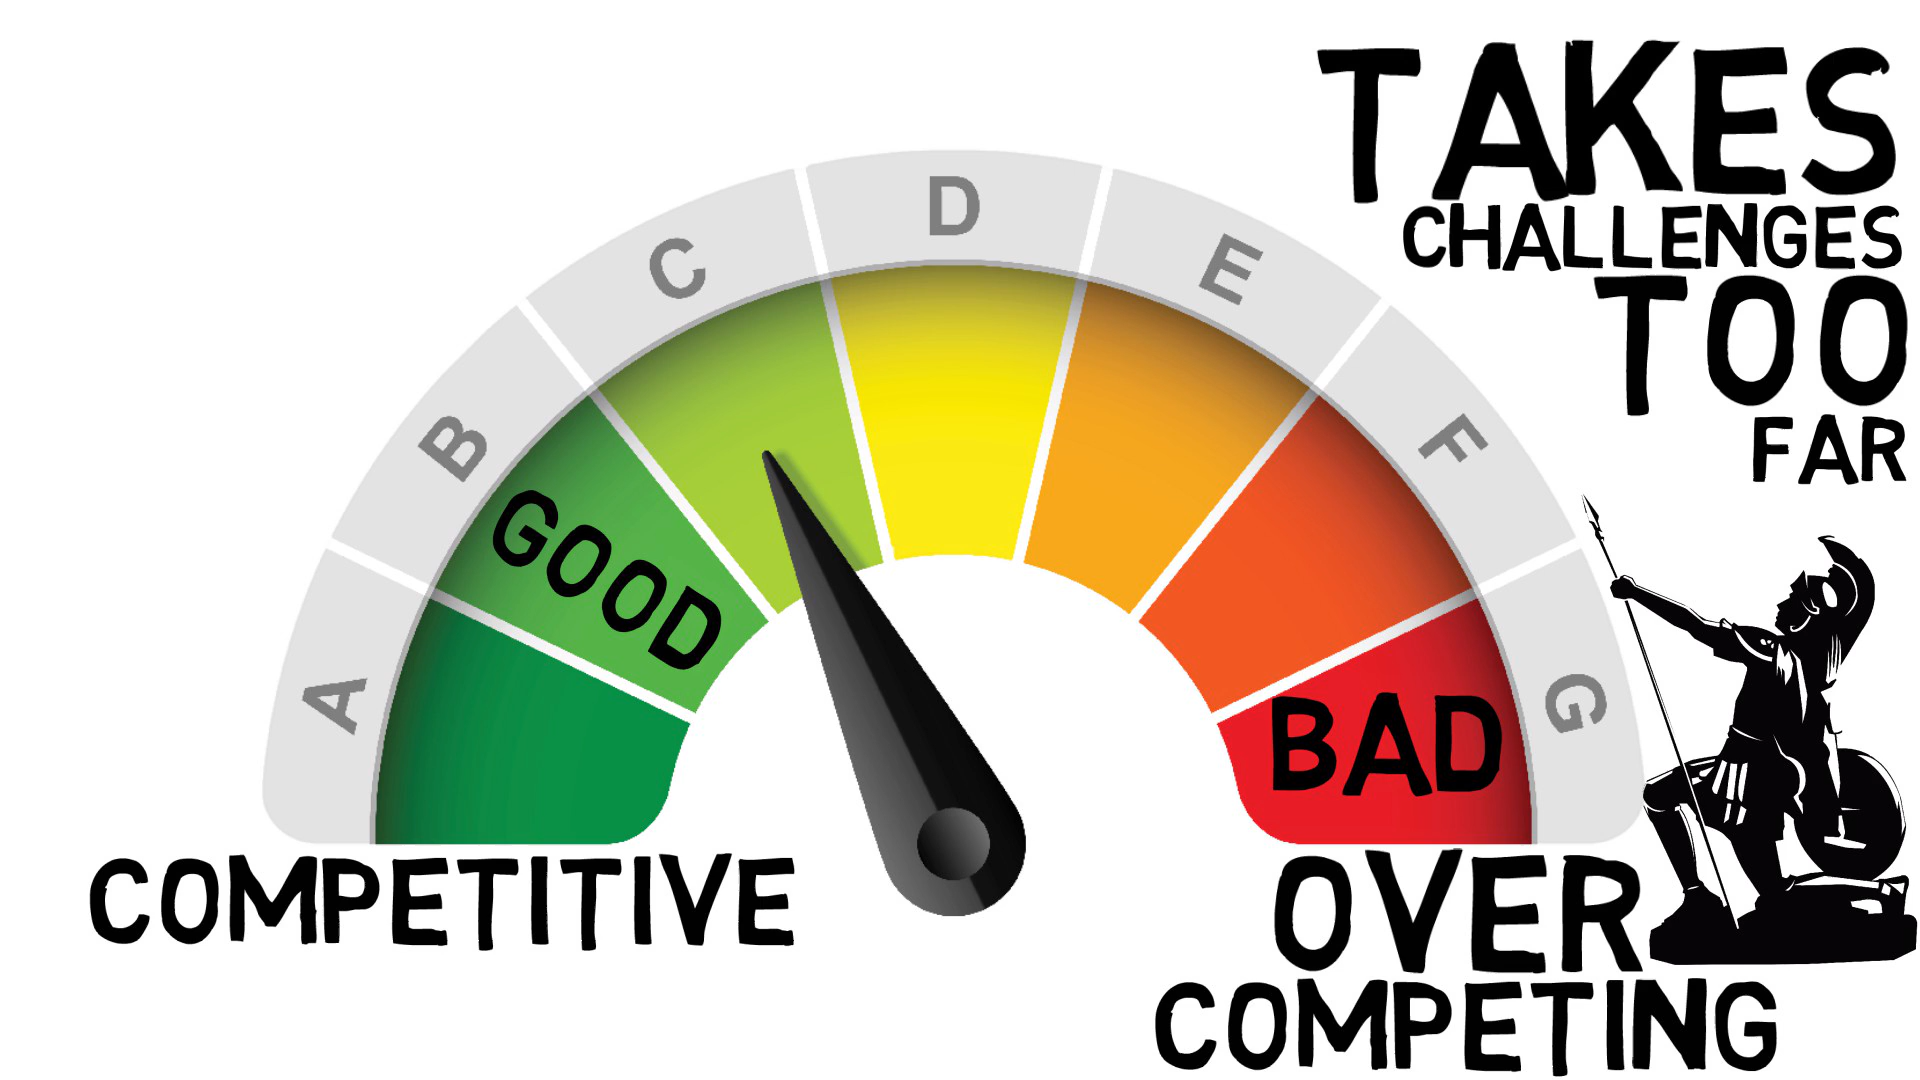 TAKES
CHALLENGES
TOO
FAR
A
B
C
D
E
F
G
GOOD
BAD
COMPETITIVE
OVER
COMPETING